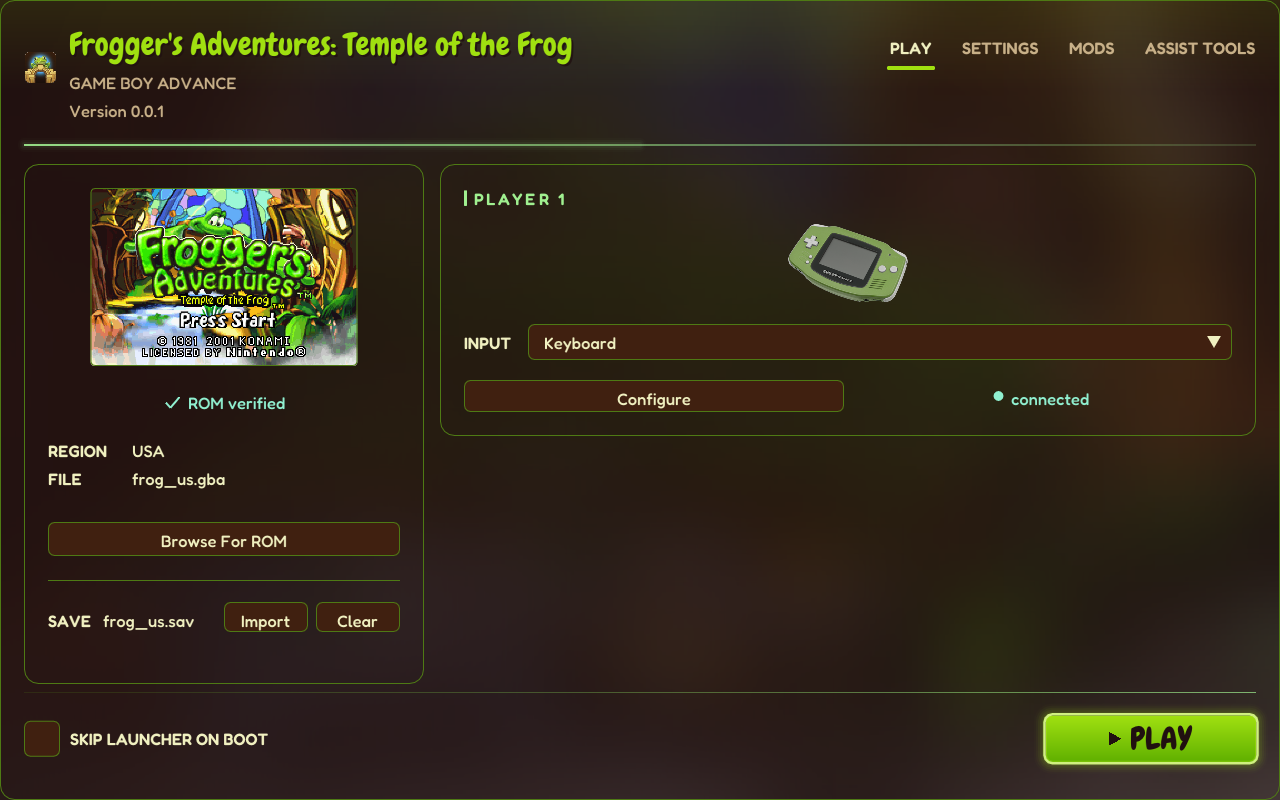 Frogger's Adventures: Temple of the Frog
GAME BOY ADVANCE
Version 0.0.1
PLAY SETTINGS MODS ASSIST TOOLS
Frogger's
Adventures™
Temple of the Frog™
Press Start
© 1981 2001 KONAMI
LICENSED BY Nintendo®
ROM verified
REGION USA
FILE frog_us.gba
Browse For ROM
SAVE frog_us.sav Import Clear
PLAYER 1
INPUT Keyboard
Configure connected
SKIP LAUNCHER ON BOOT
PLAY